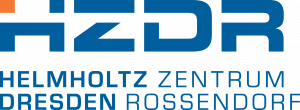 HZDR
HELMHOLTZ ZENTRUM
DRESDEN ROSSENDORF